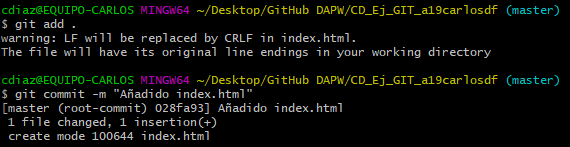 cdiaz@EQUIPO-CARLOS MINGW64 ~/Desktop/GitHub DAPW/CD_Ej_GIT_a19carlosdf (master)
$ git add .
warning: LF will be replaced by CRLF in index.html.
The file will have its original line endings in your working directory
cdiaz@EQUIPO-CARLOS MINGW64 ~/Desktop/GitHub DAPW/CD_Ej_GIT_a19carlosdf (master)
$ git commit -m "Añadido index.html"
[master (root-commit) 028fa93] Añadido index.html
 1 file changed, 1 insertion(+)
 create mode 100644 index.html